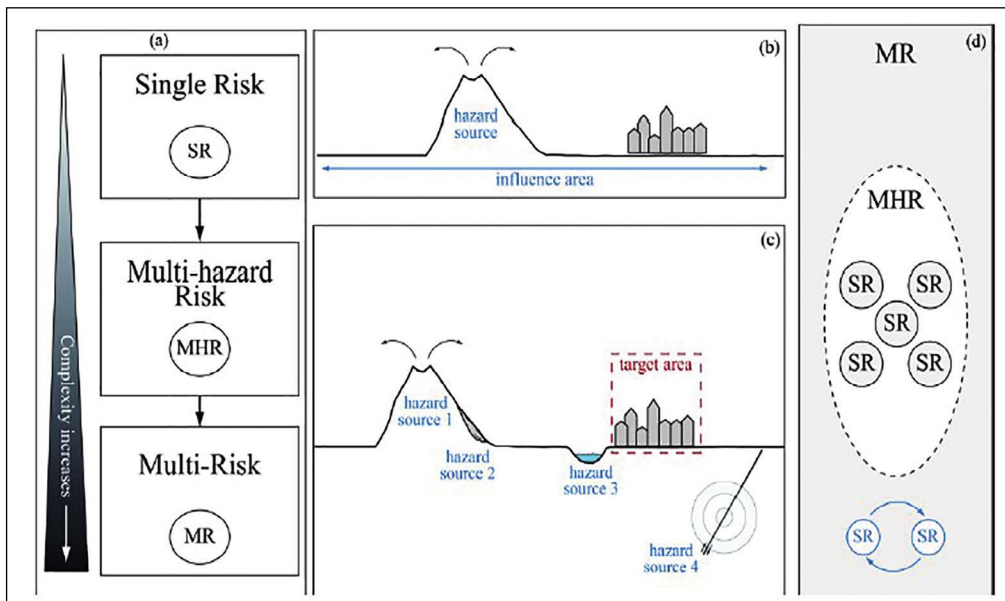 (a)
Single Risk
SR
Multi-hazard
Risk
MHR
Multi-Risk
MR
Complexity increases
(b)
hazard
source
influence area
(c)
target area
hazard
source 1
hazard
source 2
hazard
source 3
hazard
source 4
(d)
MR
MHR
SR
SR
SR
SR
SR
SR
SR